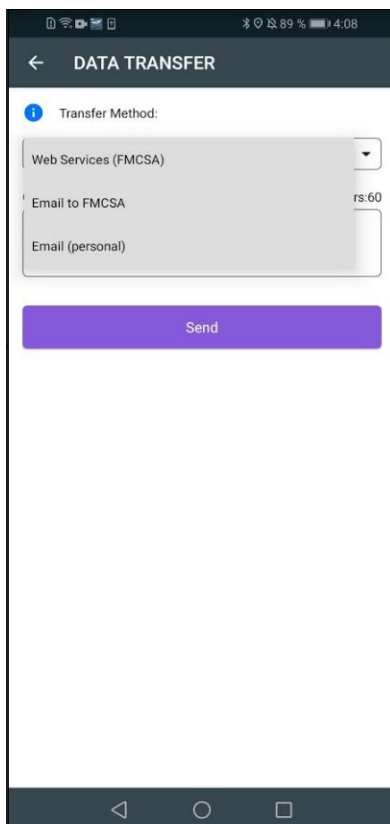 89 % 4:08
DATA TRANSFER
Transfer Method:
Web Services (FMCSA)
rs:60
Email to FMCSA
Email (personal)
Send